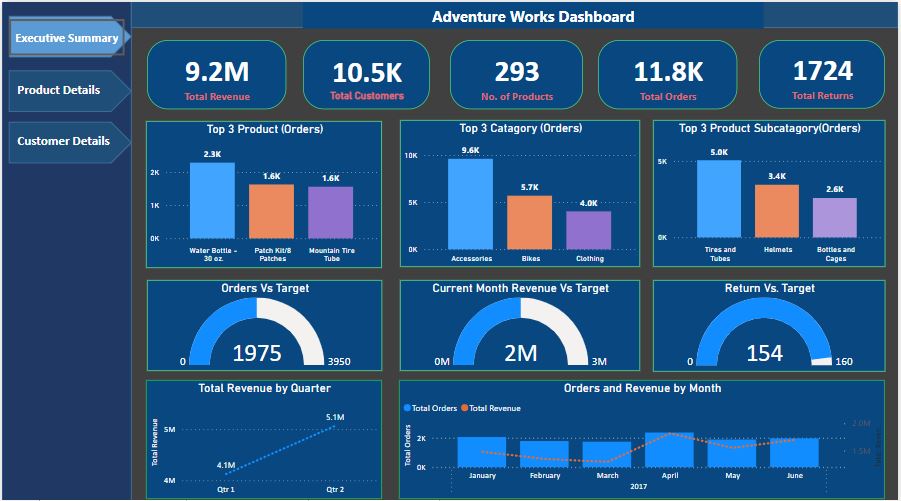 Adventure Works Dashboard
Executive Summary
Product Details
Customer Details
9.2M
Total Revenue
10.5K
Total Customers
293
No. of Products
11.8K
Total Orders
1724
Total Returns
Top 3 Product (Orders)
2.3K
1.6K
1.6K
2K
1K
0K
Water Bottle -
30 oz.
Patch Kit/8
Patches
Mountain Tire
Tube
Top 3 Catagory (Orders)
10K
9.6K
5.7K
4.0K
5K
0K
Accessories
Bikes
Clothing
Top 3 Product Subcatagory(Orders)
5.0K
3.4K
2.6K
5K
0K
Tires and
Tubes
Helmets
Bottles and
Cages
Orders Vs Target
1975
0
3950
Current Month Revenue Vs Target
2M
0M
3M
Return Vs. Target
154
0
160
Total Revenue by Quarter
Total Revenue
5M
4M
4.1M
5.1M
Qtr 1
Qtr 2
Orders and Revenue by Month
Total Orders
Total Revenue
Total Orders
2K
0K
2.0M
1.5M
January
February
March
April
May
June
2017